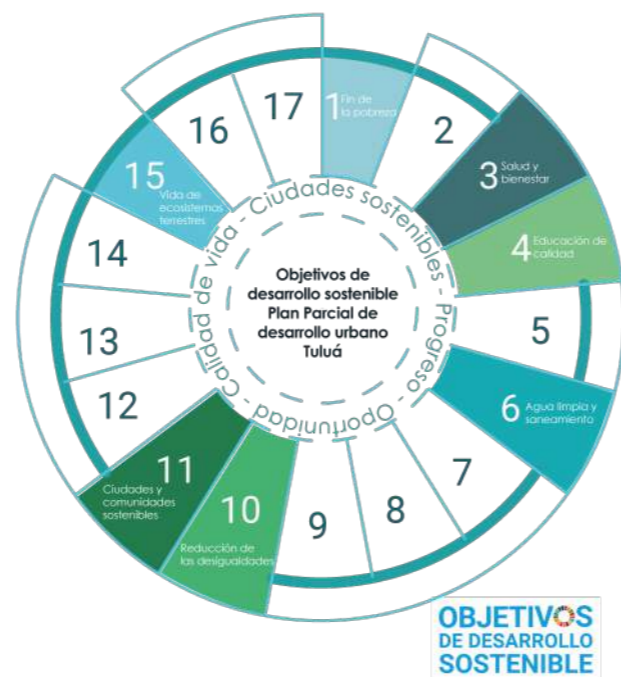 1 Fin de
la pobreza
2
3 Salud y
bienestar
4 Educación de
calidad
5
6 Agua limpia y
saneamiento
7
8
9
10
Reducción de
las desigualdades
11
Ciudades y
comunidades
sostenibles
12
13
14
15
Vida de
ecosistemas
terrestres
16
17
Calidad de vida - Ciudades sostenibles - Progreso - Oportunidad -
Objetivos de
desarrollo sostenible
Plan Parcial de
desarrollo urbano
Tuluá
OBJETIVOS
DE DESARROLLO
SOSTENIBLE